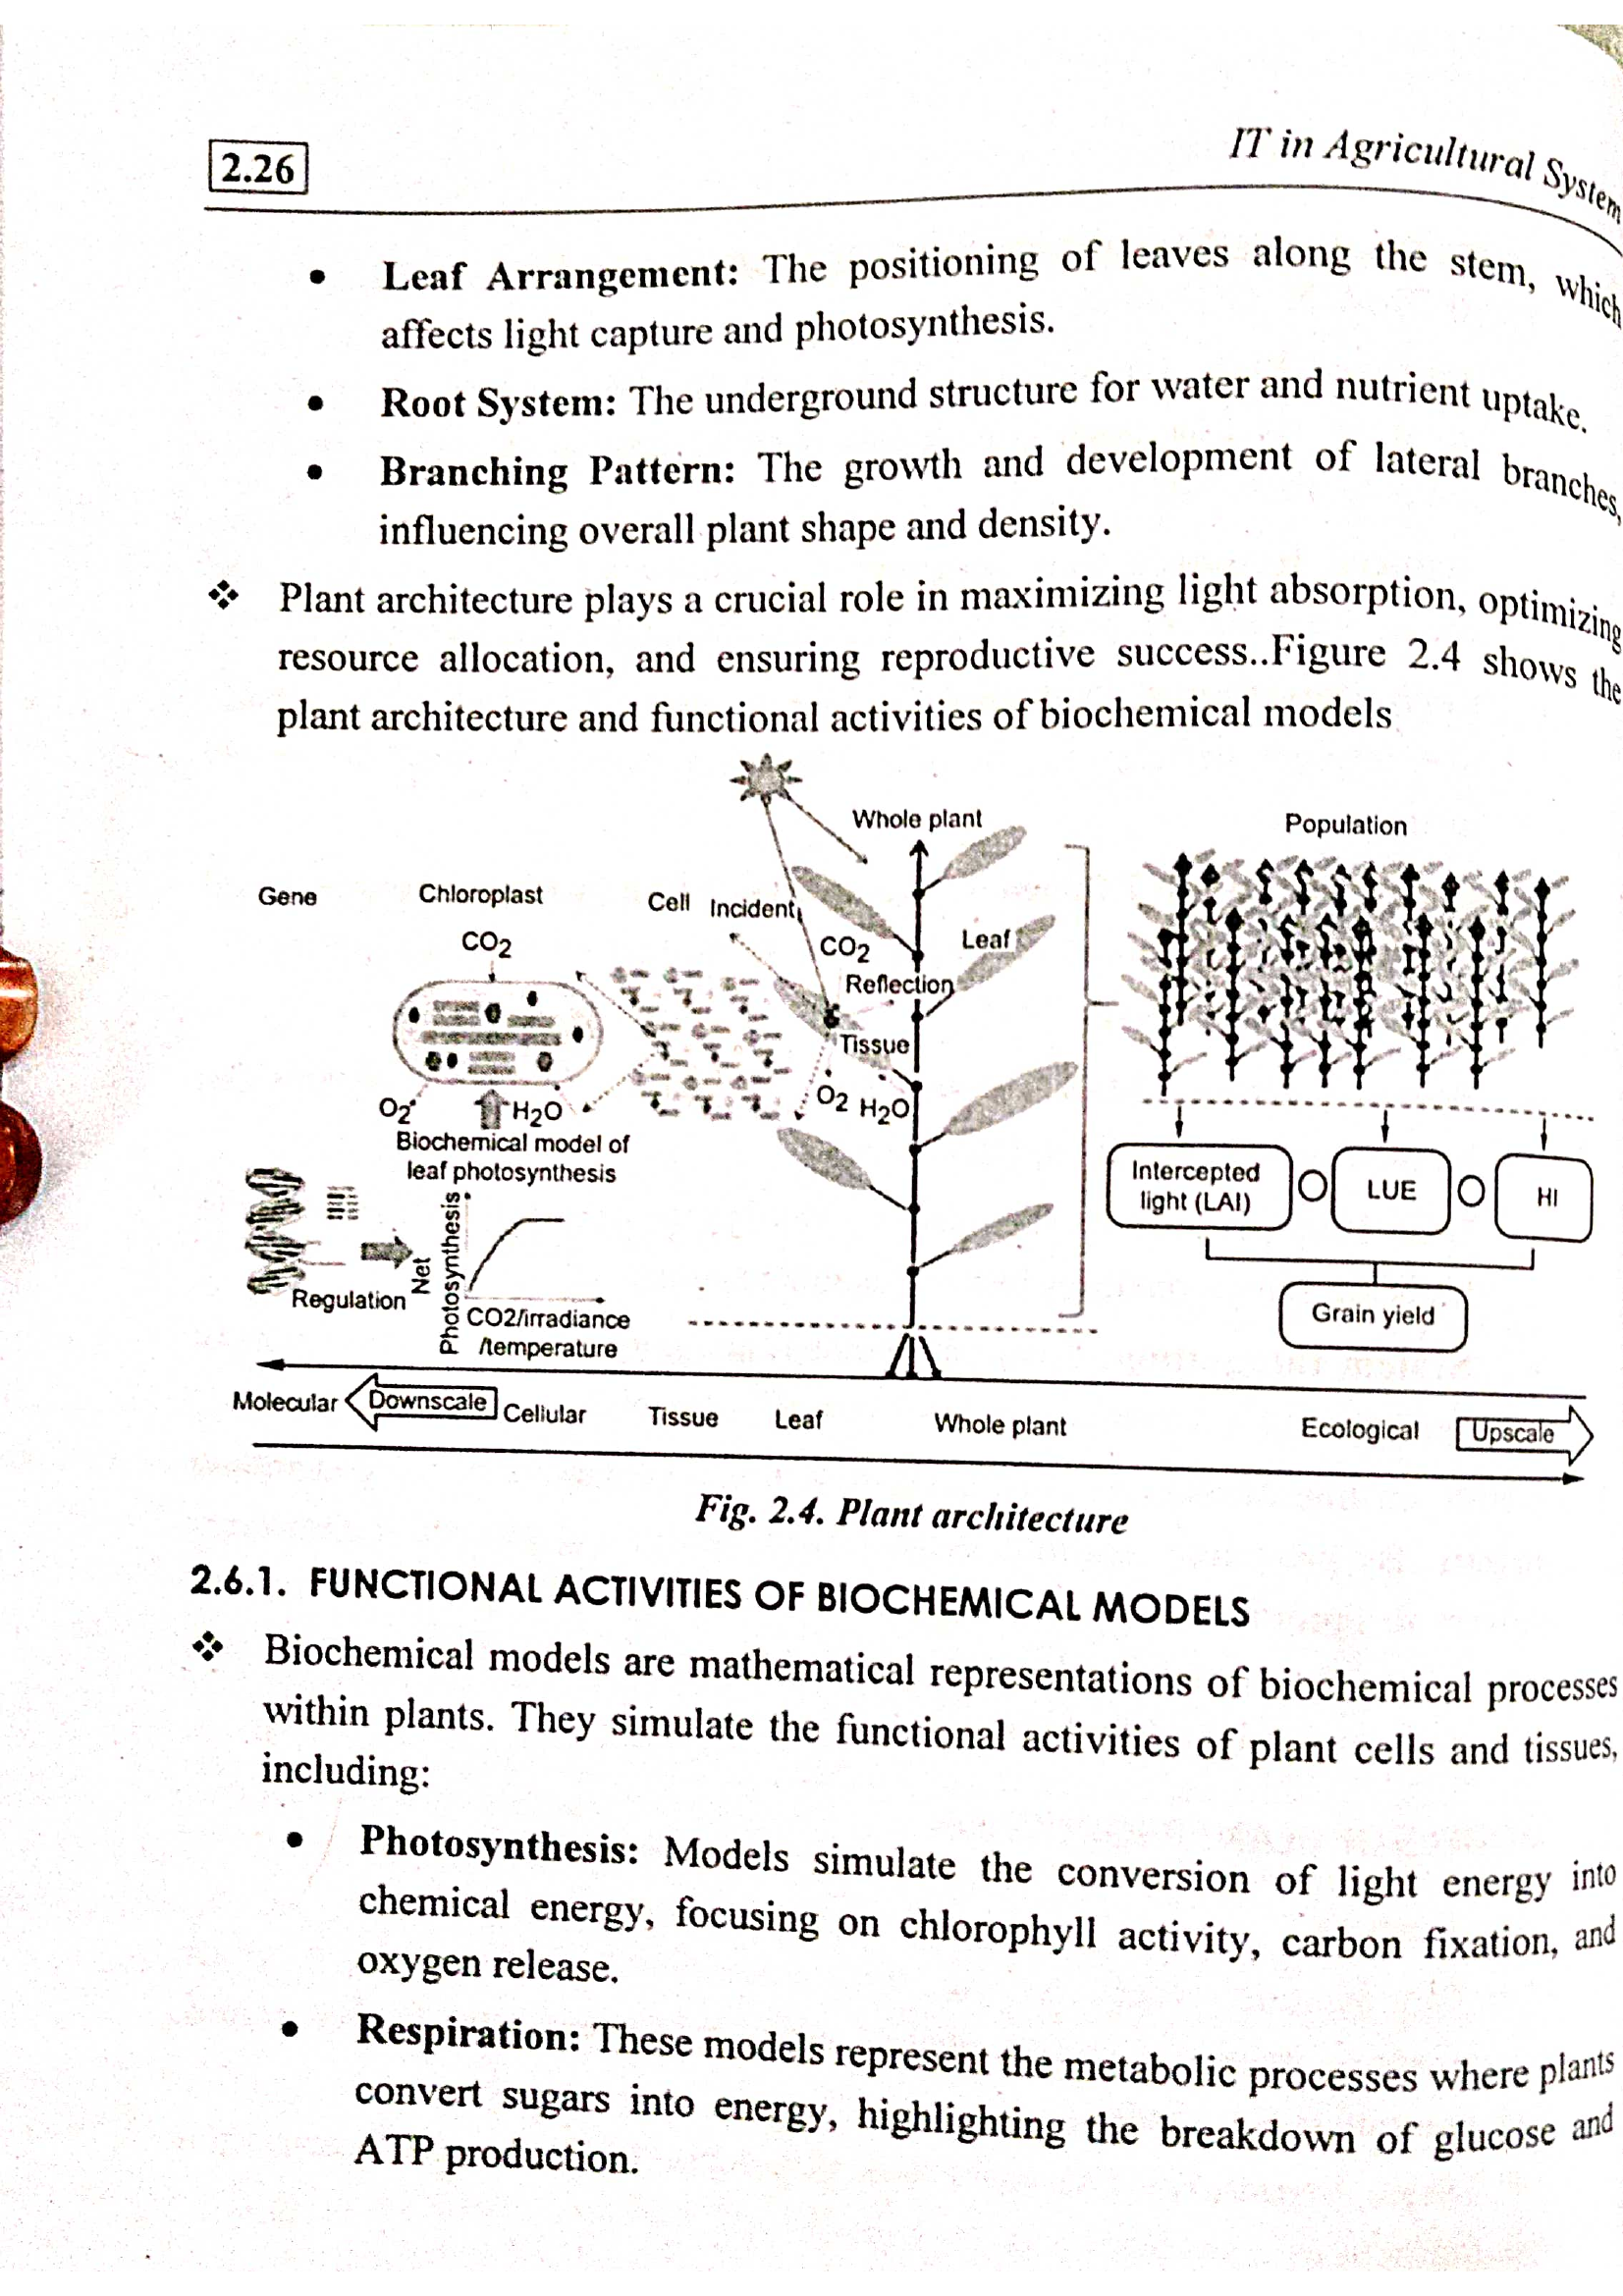 2.26
IT in Agricultural System
• Leaf Arrangement: The positioning of leaves along the stem, which
affects light capture and photosynthesis.
• Root System: The underground structure for water and nutrient uptake.
• Branching Pattern: The growth and development of lateral branches,
influencing overall plant shape and density.
❖ Plant architecture plays a crucial role in maximizing light absorption, optimizing
resource allocation, and ensuring reproductive success..Figure 2.4 shows the
plant architecture and functional activities of biochemical models
Whole plant
Population
Gene
Chloroplast
Cell
Incident
CO2
CO2
Leaf
Reflection
Tissue
O2
H2O
O2
H2O
Biochemical model of
leaf photosynthesis
Intercepted
light (LAI)
LUE
HI
Net
Photosynthesis
Regulation
CO2/irradiance
/temperature
Grain yield
Molecular
Downscale
Cellular
Tissue
Leaf
Whole plant
Ecological
Upscale
Fig. 2.4. Plant architecture
2.6.1. FUNCTIONAL ACTIVITIES OF BIOCHEMICAL MODELS
❖ Biochemical models are mathematical representations of biochemical processes
within plants. They simulate the functional activities of plant cells and tissues,
including:
• Photosynthesis: Models simulate the conversion of light energy into
chemical energy, focusing on chlorophyll activity, carbon fixation, and
oxygen release.
• Respiration: These models represent the metabolic processes where plants
convert sugars into energy, highlighting the breakdown of glucose and
ATP production.